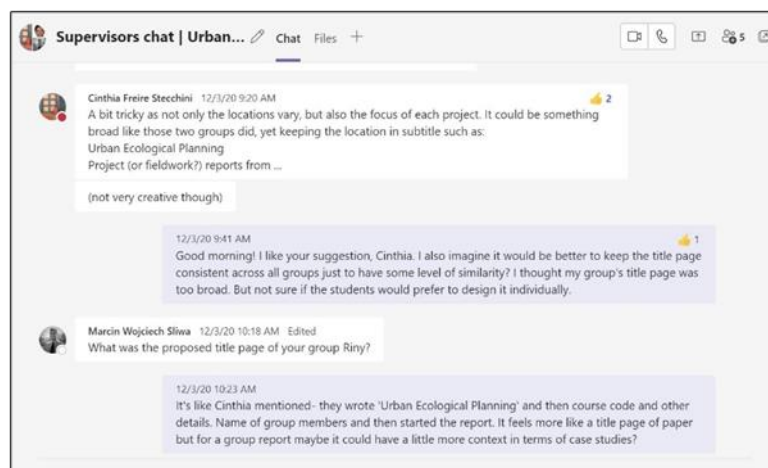 Supervisors chat | Urban... Chat Files
5
Cinthia Freire Stecchini 12/3/20 9:20 AM 2
A bit tricky as not only the locations vary, but also the focus of each project. It could be something
broad like those two groups did, yet keeping the location in subtitle such as:
Urban Ecological Planning
Project (or fieldwork?) reports from ...
(not very creative though)
12/3/20 9:41 AM 1
Good morning! I like your suggestion, Cinthia. I also imagine it would be better to keep the title page
consistent across all groups just to have some level of similarity? I thought my group's title page was
too broad. But not sure if the students would prefer to design it individually.
Marcin Wojciech Sliwa 12/3/20 10:18 AM Edited
What was the proposed title page of your group Riny?
12/3/20 10:23 AM
It's like Cinthia mentioned- they wrote 'Urban Ecological Planning' and then course code and other
details. Name of group members and then started the report. It feels more like a title page of paper
but for a group report maybe it could have a little more context in terms of case studies?